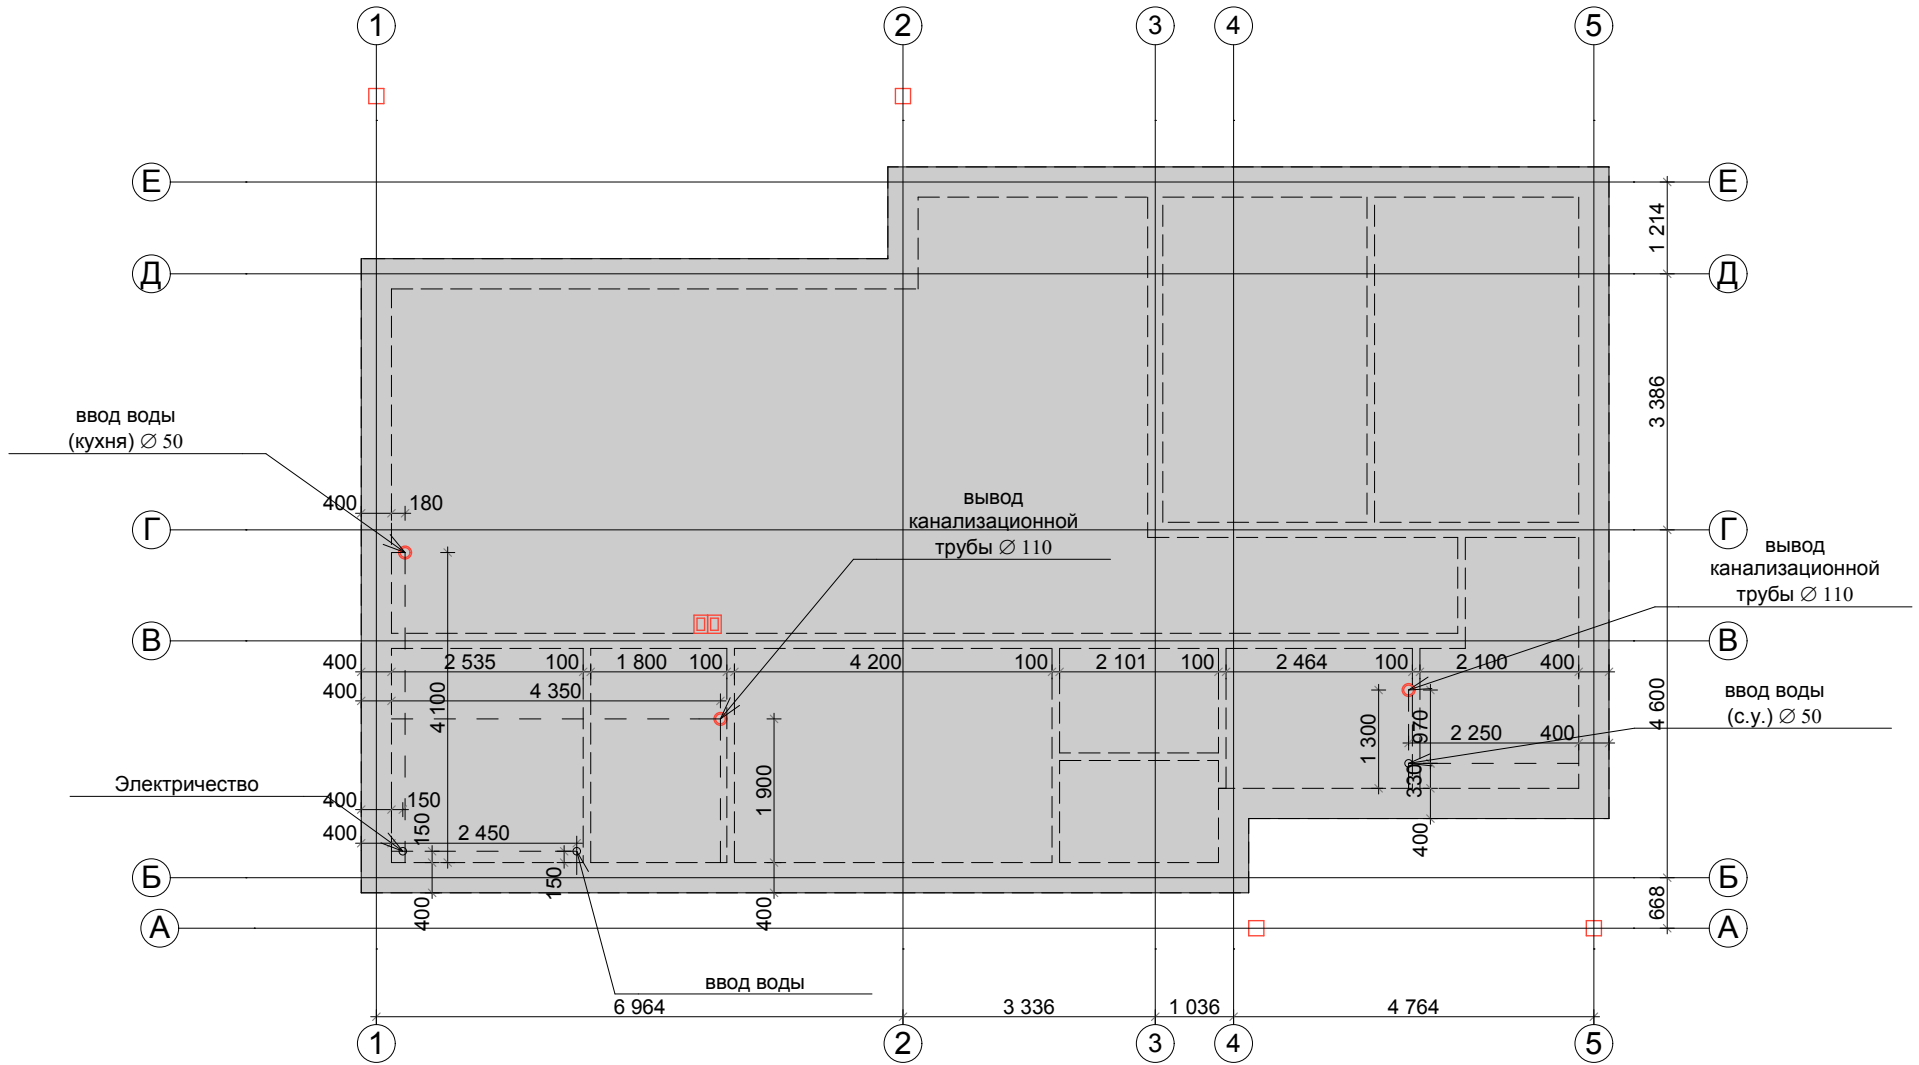 1 2 3 4 5
Е Е
1 214
Д Д
3 386
ввод воды
(кухня) ∅ 50
400 180
вывод
канализационной
трубы ∅ 110
Г Г
вывод
канализационной
трубы ∅ 110
В В
400 2 535 100 1 800 100 4 200 100 2 101 100 2 464 100 2 100 400
400 4 350
4 100
4 600
ввод воды
(с.у.) ∅ 50
1 300
970
2 250 400
330
Электричество
400 150
1 900
400 150 2 450
400
150
Б Б
400
400
668
А А
ввод воды
6 964 3 336 1 036 4 764
1 2 3 4 5